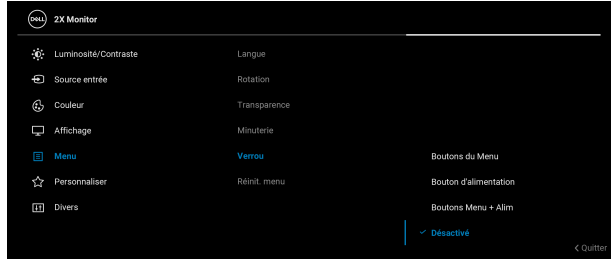 DELL 2X Monitor
Luminosité/Contraste
Langue
Source entrée
Rotation
Couleur
Transparence
Affichage
Minuterie
Menu
Verrou
Boutons du Menu
Personnaliser
Réinit. menu
Bouton d'alimentation
Divers
Boutons Menu + Alim
Désactivé
Quitter